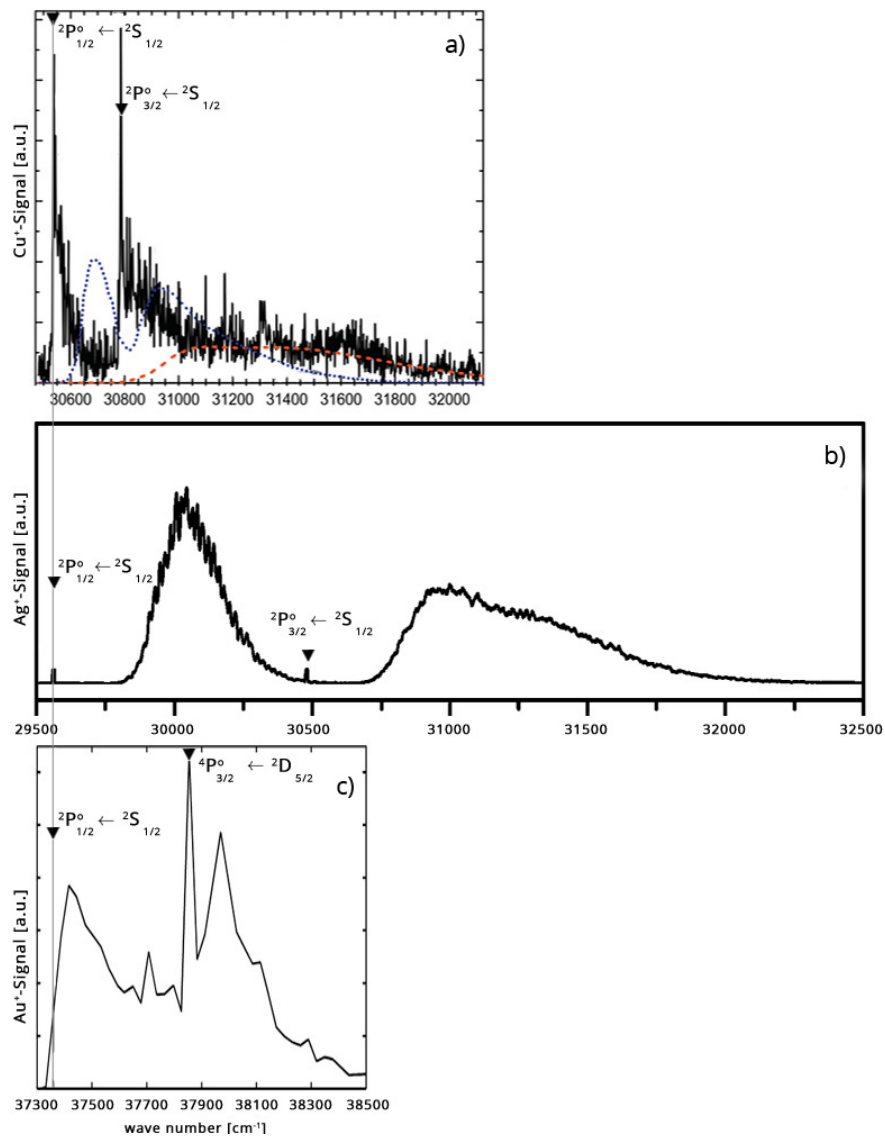 a)
²P°₁/₂ ← ²S₁/₂
²P°₃/₂ ← ²S₁/₂
Cu⁺-Signal [a.u.]
30600 30800 31000 31200 31400 31600 31800 32000
b)
²P°₁/₂ ← ²S₁/₂
²P°₃/₂ ← ²S₁/₂
Ag⁺-Signal [a.u.]
29500 30000 30500 31000 31500 32000 32500
⁴P°₃/₂ ← ²D₅/₂
c)
²P°₁/₂ ← ²S₁/₂
Au⁺-Signal [a.u.]
37300 37500 37700 37900 38100 38300 38500
wave number [cm⁻¹]